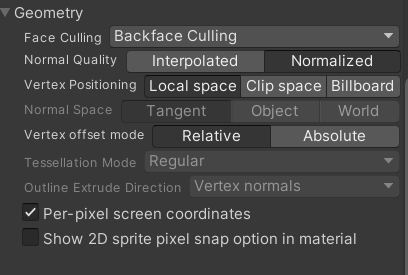 Geometry
Face Culling Backface Culling
Normal Quality Interpolated Normalized
Vertex Positioning Local space Clip space Billboard
Normal Space Tangent Object World
Vertex offset mode Relative Absolute
Tessellation Mode Regular
Outline Extrude Direction Vertex normals
Per-pixel screen coordinates
Show 2D sprite pixel snap option in material